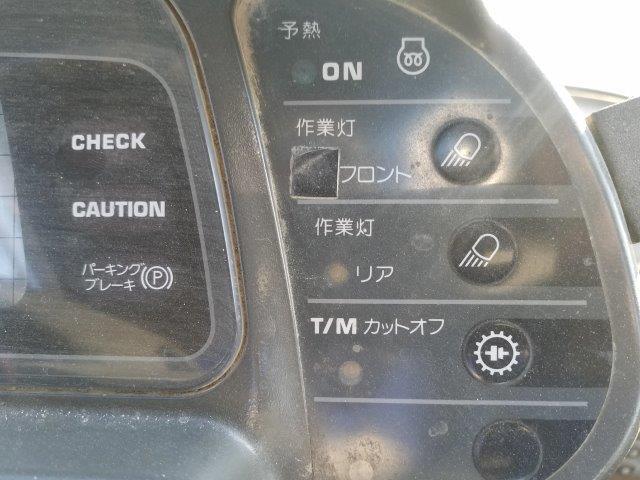 CHECK
CAUTION
パーキング
ブレーキ (P)
予熱
ON
作業灯
フロント
作業灯
リア
T/M カットオフ